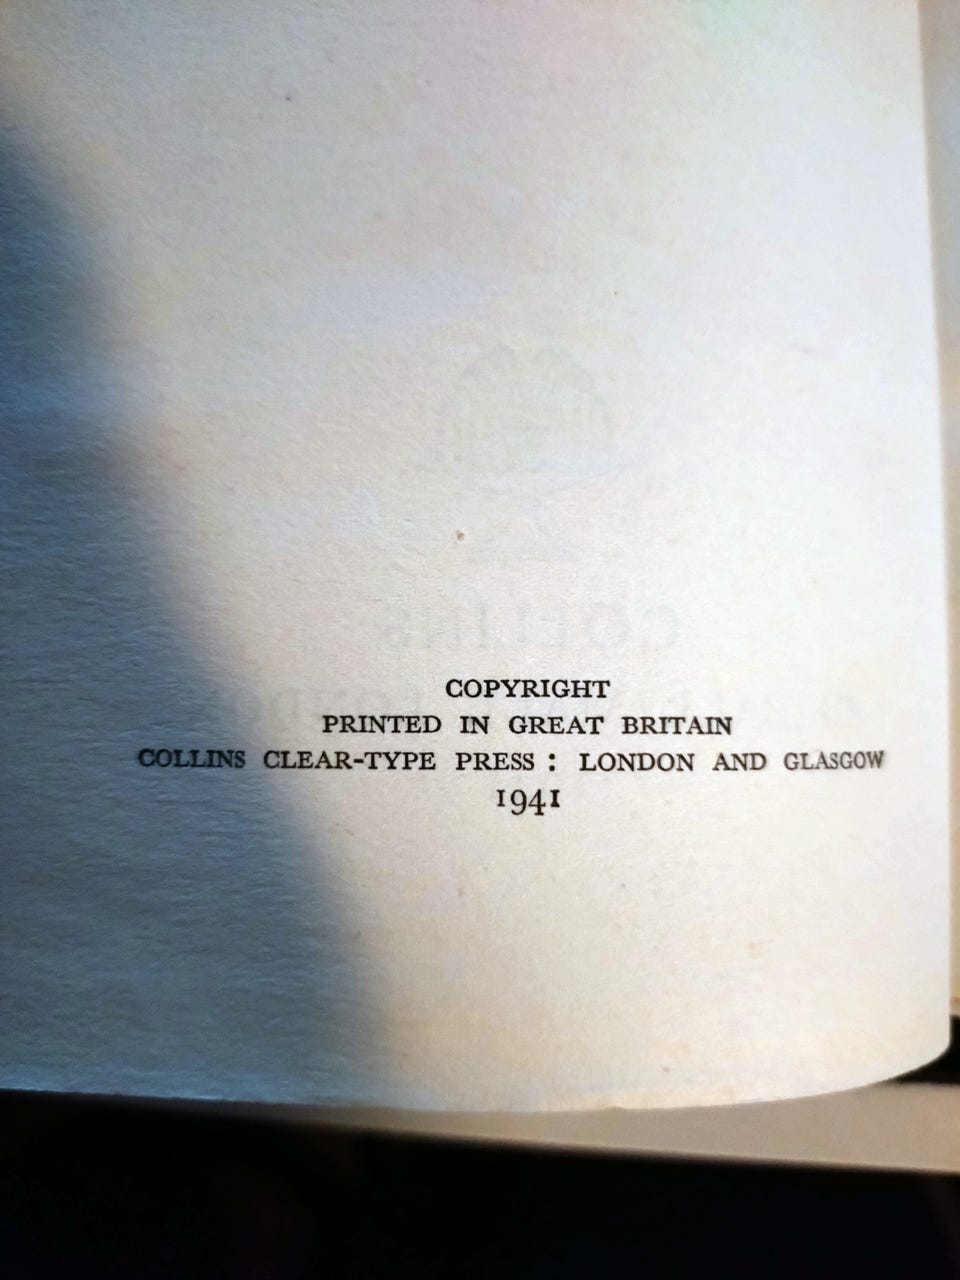 COPYRIGHT
PRINTED IN GREAT BRITAIN
COLLINS CLEAR-TYPE PRESS : LONDON AND GLASGOW
1941